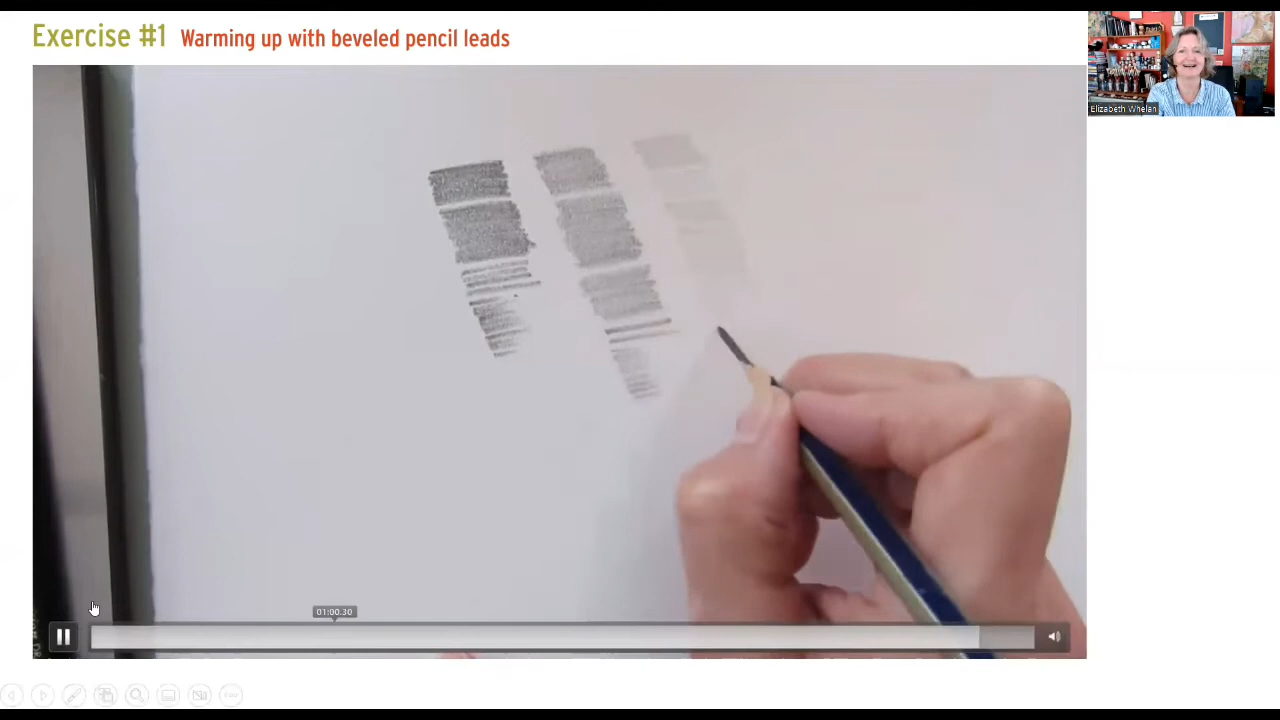 Exercise #1 Warming up with beveled pencil leads
Elizabeth Whelan
01:00.30